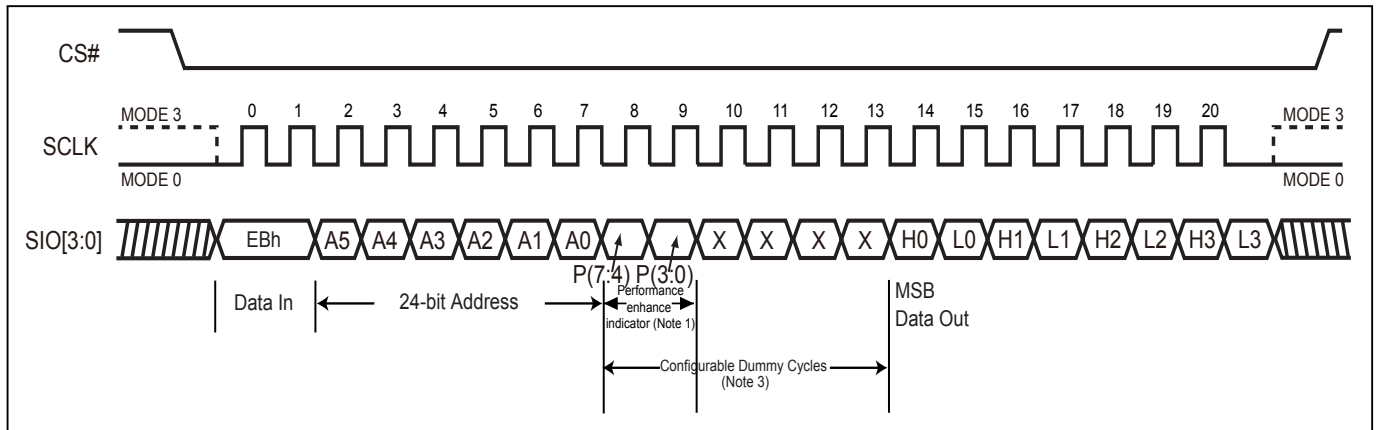 CS#
MODE 3
0 1 2 3 4 5 6 7 8 9 10 11 12 13 14 15 16 17 18 19 20
MODE 3
SCLK
MODE 0
MODE 0
SIO[3:0]
EBh A5 A4 A3 A2 A1 A0 X X X X H0 L0 H1 L1 H2 L2 H3 L3
P(7:4) P(3:0)
Data In
24-bit Address
Performance
enhance
indicator (Note 1)
MSB
Data Out
Configurable Dummy Cycles
(Note 3)